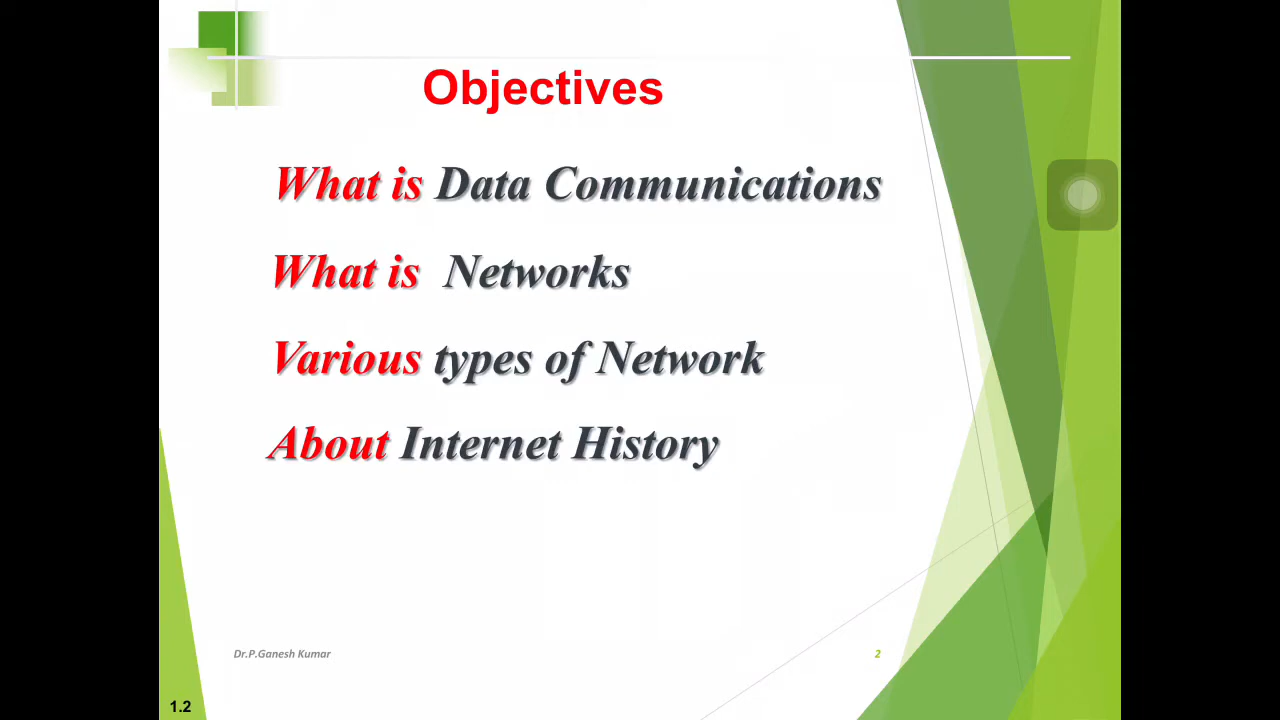 Objectives
What is Data Communications
What is Networks
Various types of Network
About Internet History
Dr.P.Ganesh Kumar
2
1.2